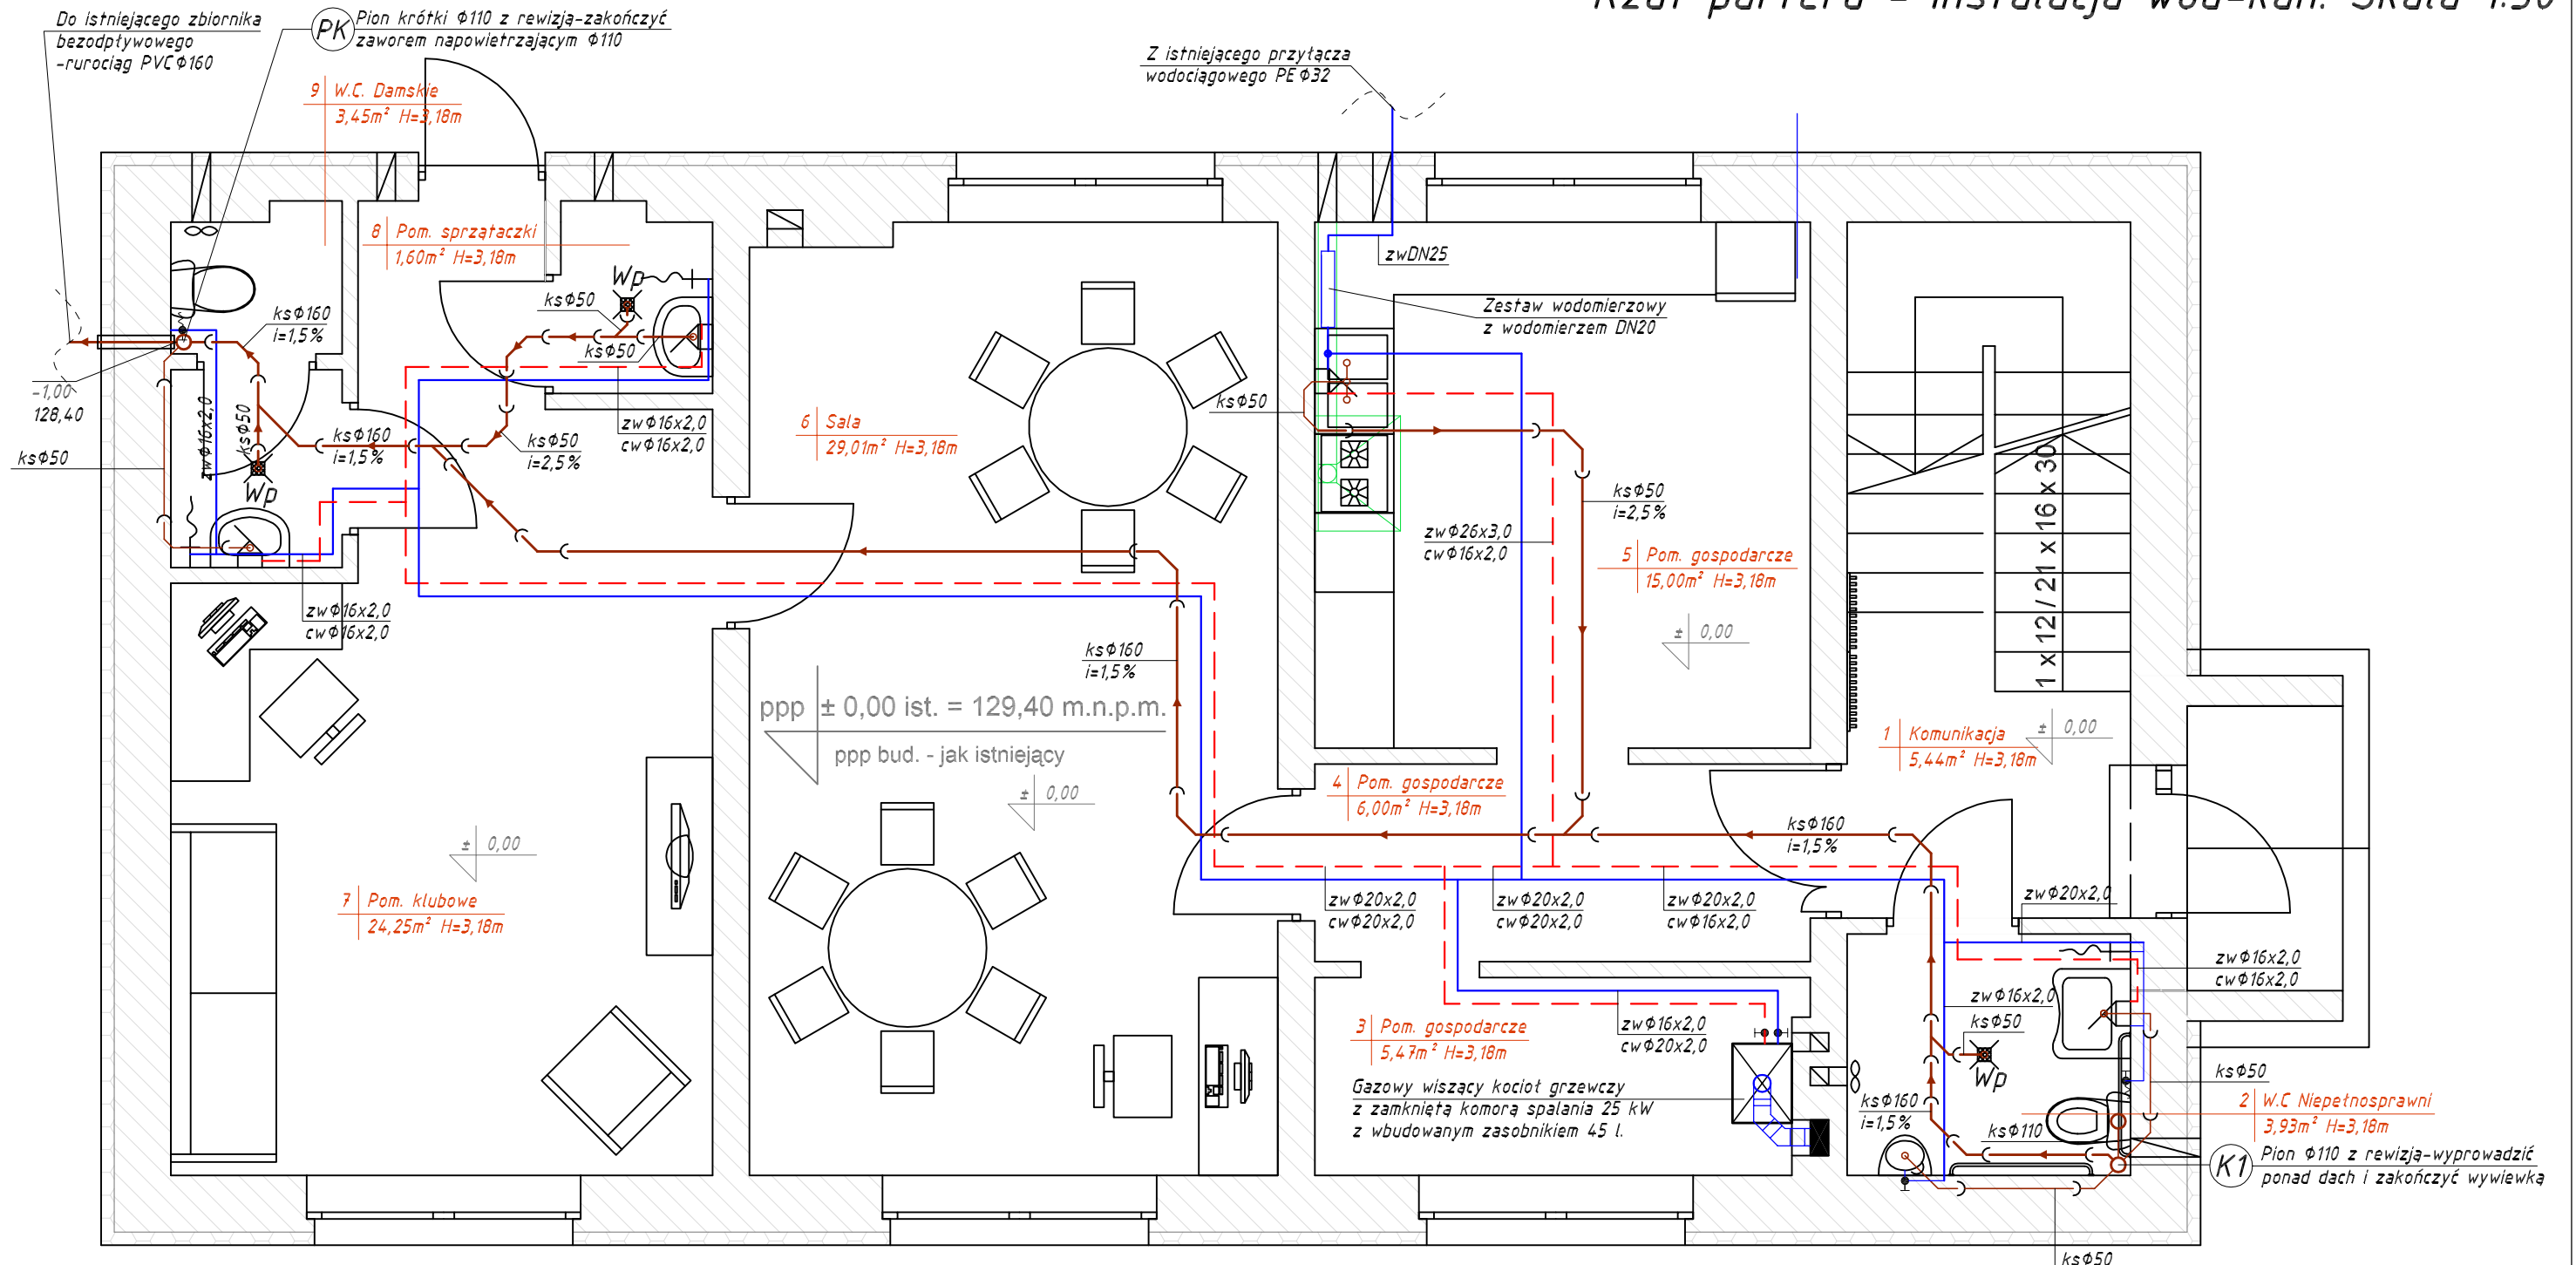 Rzut parteru - instalacja wod-kan. Skala 1:50
Do istniejącego zbiornika
bezodpływowego
-rurociąg PVCΦ160
PK
Pion krótki Φ110 z rewizją-zakończyć
zaworem napowietrzającym Φ110
Z istniejącego przyłącza
wodociągowego PEΦ32
9 W.C. Damskie
3,45m² H=3,18m
8 Pom. sprzątaczki
1,60m² H=3,18m
Wp
ksΦ50
ksΦ50
ksΦ160
i=1,5%
zwDN25
Zestaw wodomierzowy
z wodomierzem DN20
-1,00
128,40
zwΦ16x2,0
ksΦ50
ksΦ160
i=1,5%
ksΦ50
i=2,5%
zwΦ16x2,0
cwΦ16x2,0
ksΦ50
Wp
6 Sala
29,01m² H=3,18m
ksΦ50
ksΦ50
i=2,5%
zwΦ26x3,0
cwΦ16x2,0
5 Pom. gospodarcze
15,00m² H=3,18m
± 0,00
1 x 12 / 21 x 16 x 30
zwΦ16x2,0
cwΦ16x2,0
ksΦ160
i=1,5%
ppp ± 0,00 ist. = 129,40 m.n.p.m.
ppp bud. - jak istniejący
± 0,00
1 Komunikacja
5,44m² H=3,18m
± 0,00
4 Pom. gospodarcze
6,00m² H=3,18m
ksΦ160
i=1,5%
± 0,00
7 Pom. klubowe
24,25m² H=3,18m
zwΦ20x2,0
cwΦ20x2,0
zwΦ20x2,0
cwΦ20x2,0
zwΦ20x2,0
cwΦ16x2,0
zwΦ20x2,0
zwΦ16x2,0
cwΦ16x2,0
zwΦ16x2,0
ksΦ50
Wp
3 Pom. gospodarcze
5,47m² H=3,18m
zwΦ16x2,0
cwΦ20x2,0
Gazowy wiszący kocioł grzewczy
z zamkniętą komorą spalania 25 kW
z wbudowanym zasobnikiem 45 l.
ksΦ160
i=1,5%
ksΦ110
ksΦ50
2 W.C Niepełnosprawni
3,93m² H=3,18m
K1
Pion Φ110 z rewizją-wyprowadzić
ponad dach i zakończyć wywiewką
ksΦ50